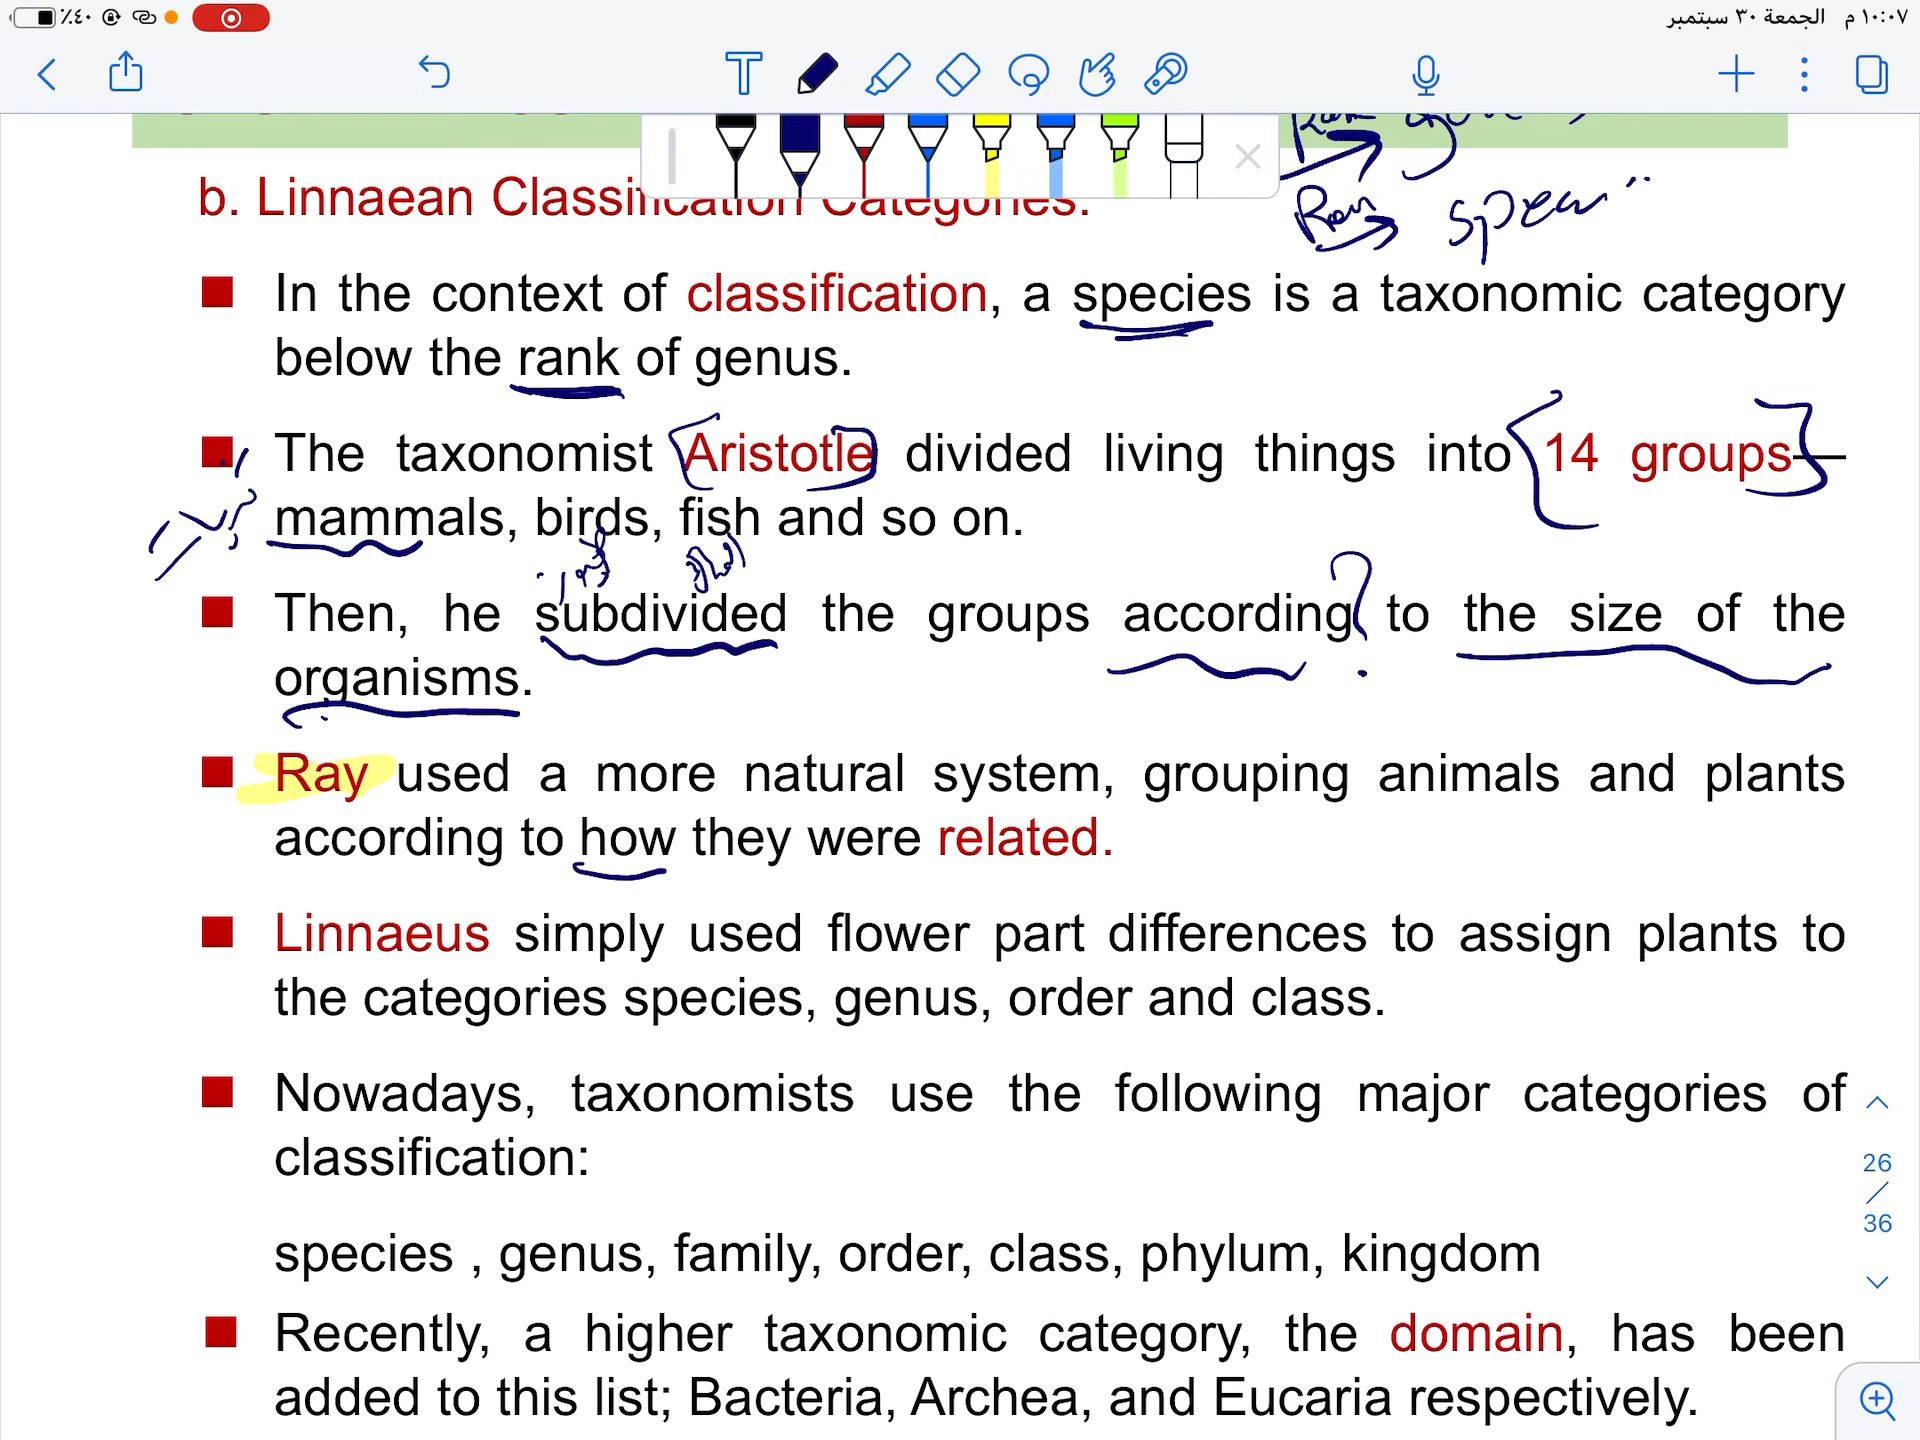 ٪٤٠
١٠:٠٧ م الجمعة ٣٠ سبتمبر
b. Linnaean Classification Categories:
In the context of classification, a species is a taxonomic category
below the rank of genus.
The taxonomist Aristotle divided living things into 14 groups—
mammals, birds, fish and so on.
Then, he subdivided the groups according ? to the size of the
organisms.
Ray used a more natural system, grouping animals and plants
according to how they were related.
Linnaeus simply used flower part differences to assign plants to
the categories species, genus, order and class.
Nowadays, taxonomists use the following major categories of
classification:
species , genus, family, order, class, phylum, kingdom
Recently, a higher taxonomic category, the domain, has been
added to this list; Bacteria, Archea, and Eucaria respectively.
26
/
36